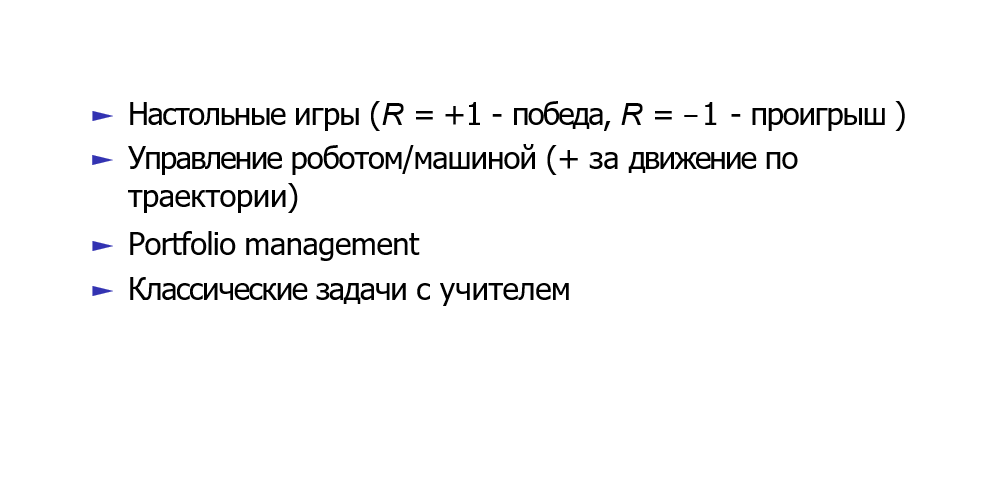 ► Настольные игры (R = +1 - победа, R = −1 - проигрыш )
► Управление роботом/машиной (+ за движение по
траектории)
► Portfolio management
► Классические задачи с учителем